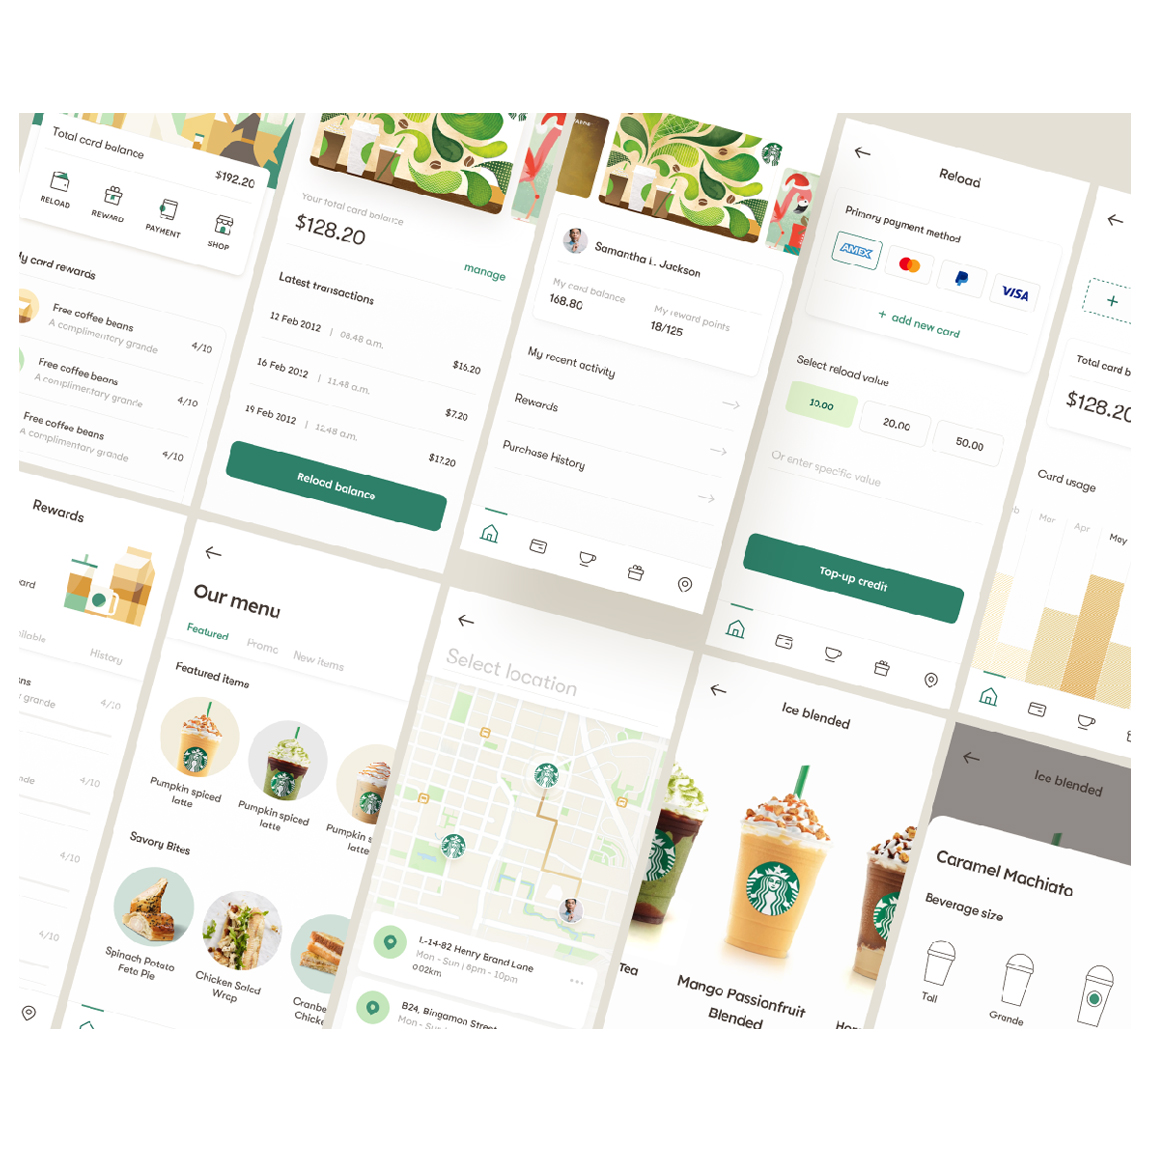 Total card balance
$192.20
RELOAD
REWARD
PAYMENT
SHOP
ly card rewards
Free coffee beans
A complimentary grande
4/10
Free coffee beans
A complimentary grande
4/10
Free coffee beans
A complimentary grande
4/10
Your total card balance
$128.20
manage
Latest transactions
12 Feb 2012 | 08.48 a.m.
$15.20
16 Feb 2012 | 11.48 a.m.
$7.20
19 Feb 2012 | 12.48 a.m.
$17.20
Reload balance
Samantha L. Jackson
My card balance
168.80
My reward points
18/125
My recent activity
Rewards
Purchase History
Reload
Primary payment method
AMEX
VISA
+ add new card
Select reload value
10.00
20.00
50.00
Or enter specific value
Top-up credit
+
Total card b
$128.20
Card usage
b
Mar
Apr
May
Rewards
ard
ilable
History
ns
y grande
4/10
nde
4/10
4/10
nde
4/10
Our menu
Featured
Promo
New items
Featured items
Pumpkin spiced
latte
Pumpkin spiced
latte
Pumpkin s
latte
Savory Bites
Spinach Potato
Feta Pie
Chicken Salad
Wrap
Cranbe
Chicke
Select location
L-14-82 Henry Brand Lane
Mon - Sun | 6pm - 10pm
002km
B24, Bingamon Street
Mon - Su
Ice blended
Tea
Mango Passionfruit
Blended
Ice blended
Caramel Machiato
Beverage size
Tall
Grande